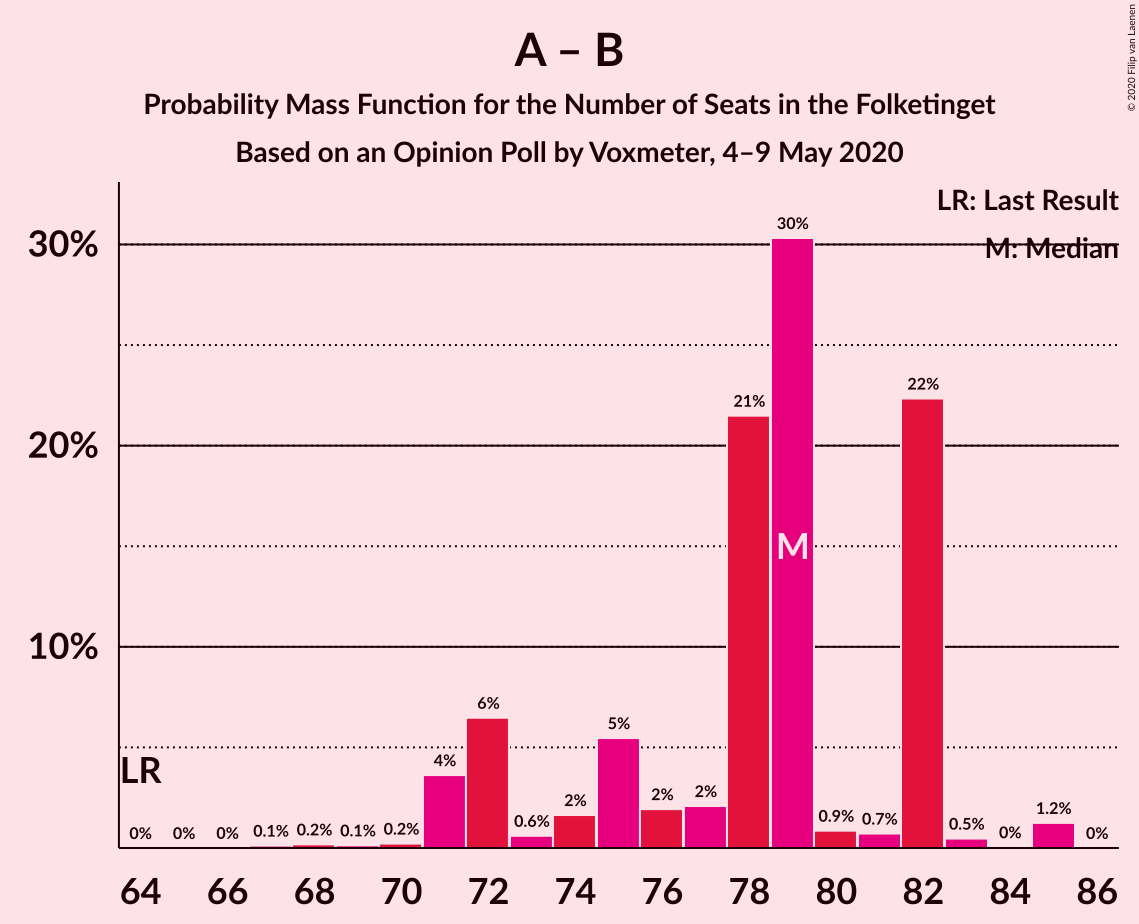 A – B
Probability Mass Function for the Number of Seats in the Folketinget
Based on an Opinion Poll by Voxmeter, 4–9 May 2020
© 2020 Filip van Laenen
LR: Last Result
M: Median
30%
20%
10%
30%
22%
21%
M
6%
5%
4%
LR
2%
2%
2%
1.2%
0.9%
0.7%
0.6%
0.5%
0%
0%
0%
0.1%
0.2%
0.1%
0.2%
0%
0%
64 66 68 70 72 74 76 78 80 82 84 86